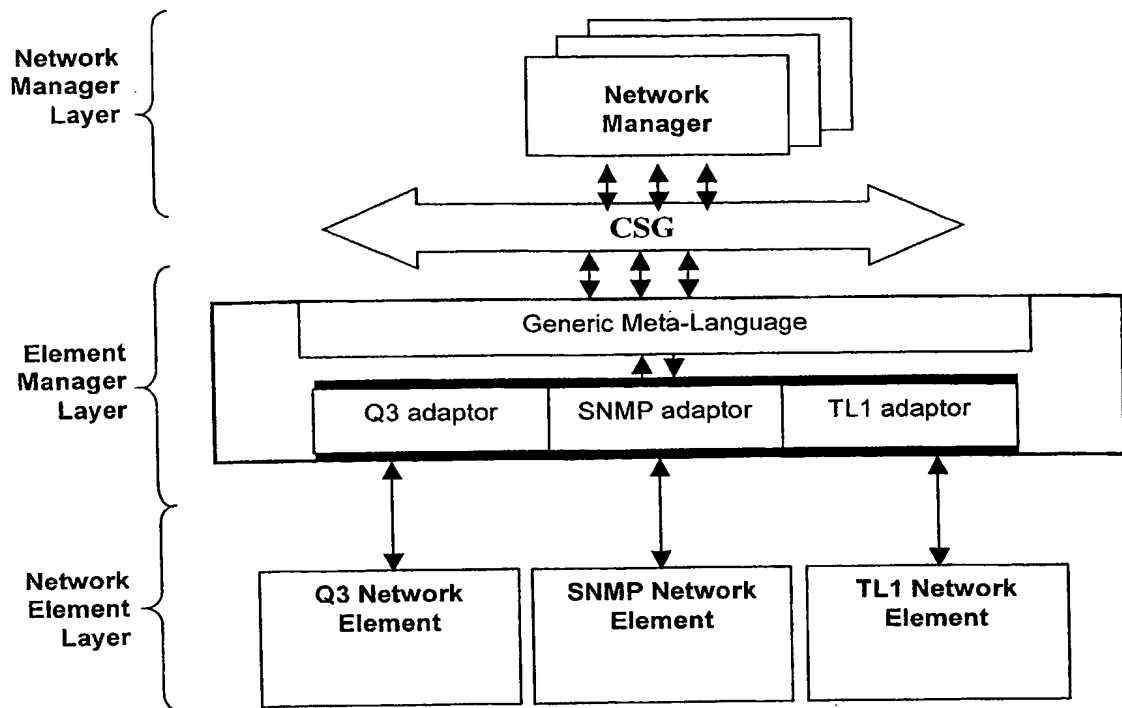 Network
Manager
Layer
Network
Manager
CSG
Generic Meta-Language
Element
Manager
Layer
Q3 adaptor
SNMP adaptor
TL1 adaptor
Network
Element
Layer
Q3 Network
Element
SNMP Network
Element
TL1 Network
Element